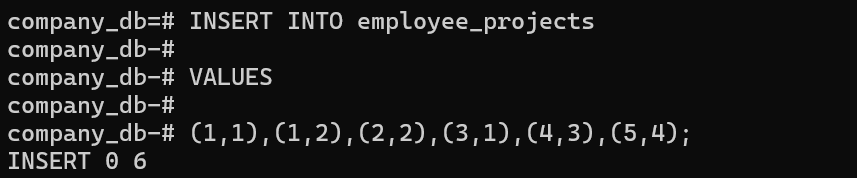 company_db=# INSERT INTO employee_projects
company_db-#
company_db-# VALUES
company_db-#
company_db-# (1,1),(1,2),(2,2),(3,1),(4,3),(5,4);
INSERT 0 6